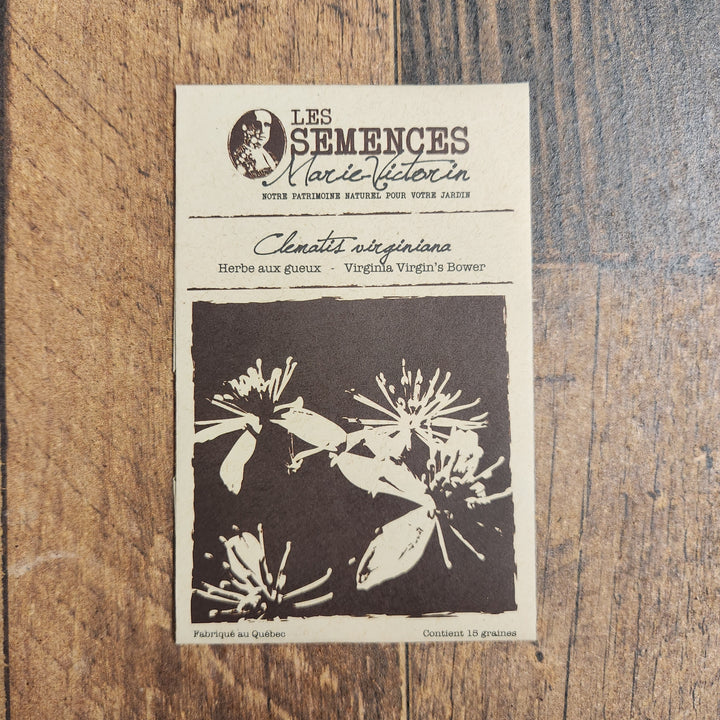 LES
SEMENCES
Marie-Victorin
NOTRE PATRIMOINE NATUREL POUR VOTRE JARDIN
Clematis virginiana
Herbe aux gueux · Virginia Virgin's Bower
Fabriqué au Québec Contient 15 graines